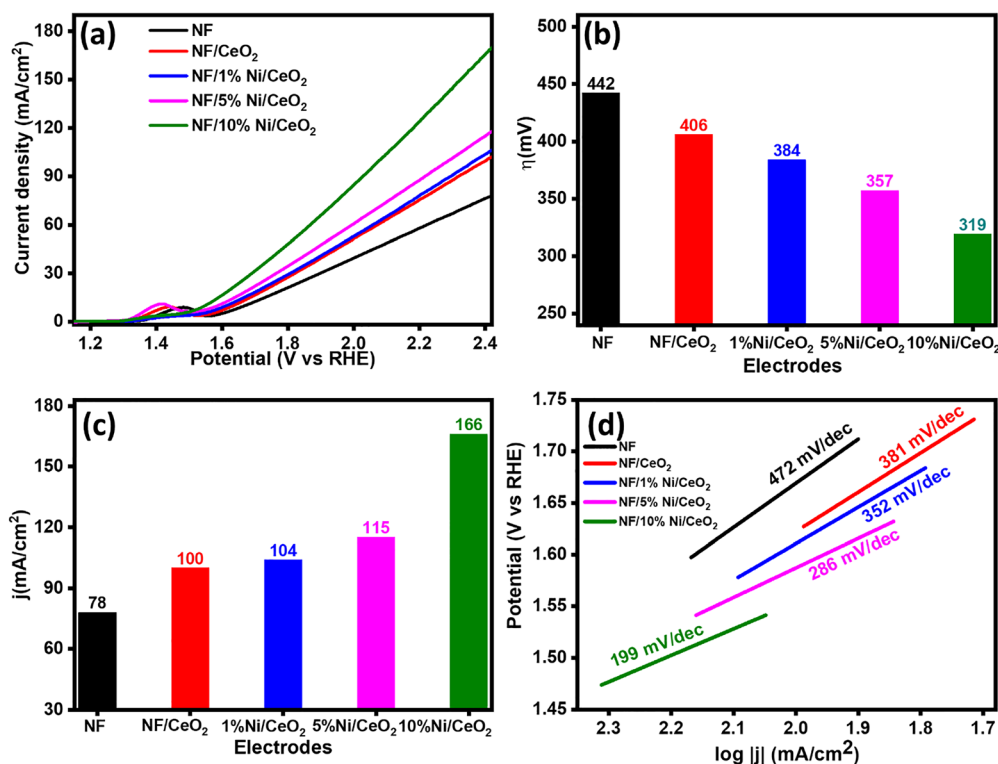 (a)
NF
NF/CeO₂
NF/1% Ni/CeO₂
NF/5% Ni/CeO₂
NF/10% Ni/CeO₂
Current density (mA/cm²)
180
150
120
90
60
30
0
1.2 1.4 1.6 1.8 2.0 2.2 2.4
Potential (V vs RHE)
(b)
η(mV)
500
450
400
350
300
250
442
406
384
357
319
NF NF/CeO₂ 1%Ni/CeO₂ 5%Ni/CeO₂ 10%Ni/CeO₂
Electrodes
(c)
j(mA/cm²)
180
150
120
90
60
30
78
100
104
115
166
NF NF/CeO₂ 1%Ni/CeO₂ 5%Ni/CeO₂ 10%Ni/CeO₂
Electrodes
(d)
NF
NF/CeO₂
NF/1% Ni/CeO₂
NF/5% Ni/CeO₂
NF/10% Ni/CeO₂
Potential (V vs RHE)
1.75
1.70
1.65
1.60
1.55
1.50
1.45
472 mV/dec
381 mV/dec
352 mV/dec
286 mV/dec
199 mV/dec
2.3 2.2 2.1 2.0 1.9 1.8 1.7
log |j| (mA/cm²)